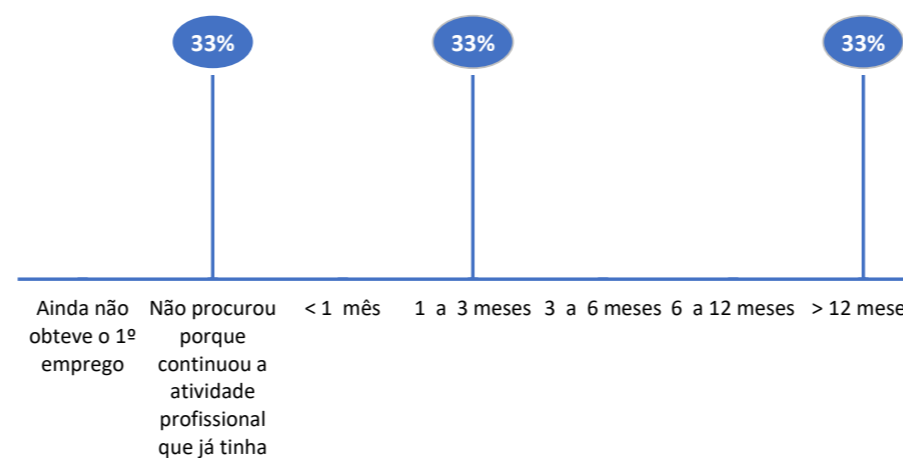 33%
33%
33%
Ainda não
obteve o 1º
emprego
Não procurou
porque
continuou a
atividade
profissional
que já tinha
< 1 mês
1 a 3 meses
3 a 6 meses
6 a 12 meses
> 12 mese